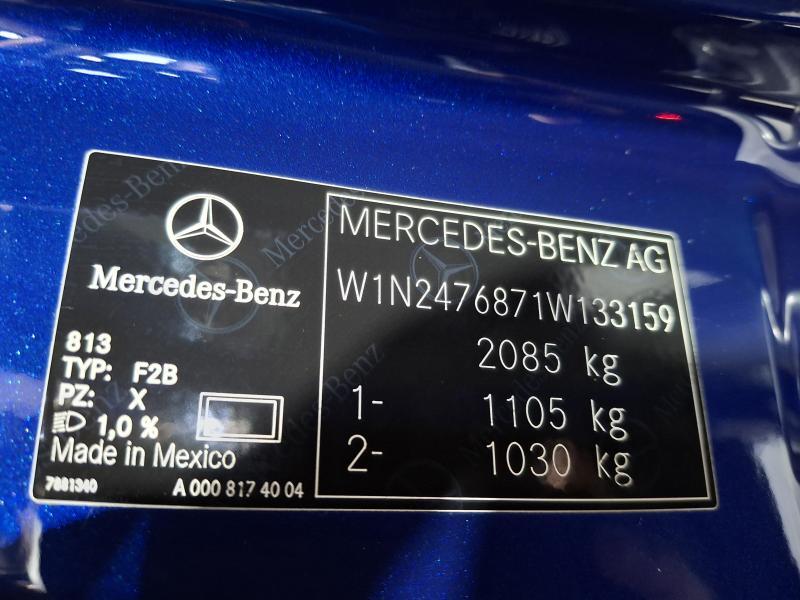 Mercedes-Benz
813
TYP: F2B
PZ: X
1,0 %
Made in Mexico
7881340
A 000 817 40 04
MERCEDES-BENZ AG
W1N2476871W133159
2085 kg
1- 1105 kg
2- 1030 kg